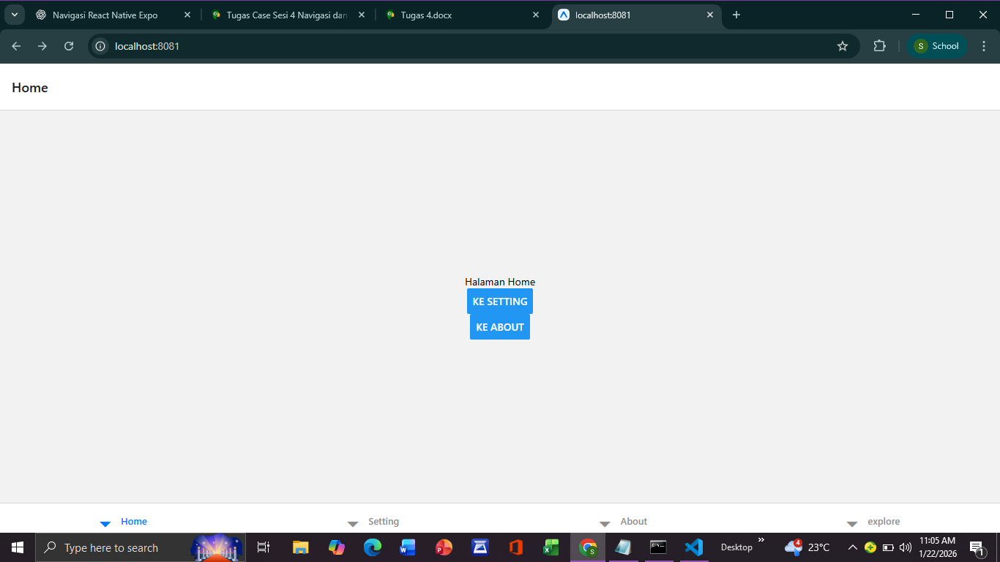 Navigasi React Native Expo
Tugas Case Sesi 4 Navigasi dan
Tugas 4.docx
localhost:8081
localhost:8081
S
School
Home
Halaman Home
KE SETTING
KE ABOUT
Home
Setting
About
explore
Type here to search
Desktop
4
23°C
11:05 AM
1/22/2026
1